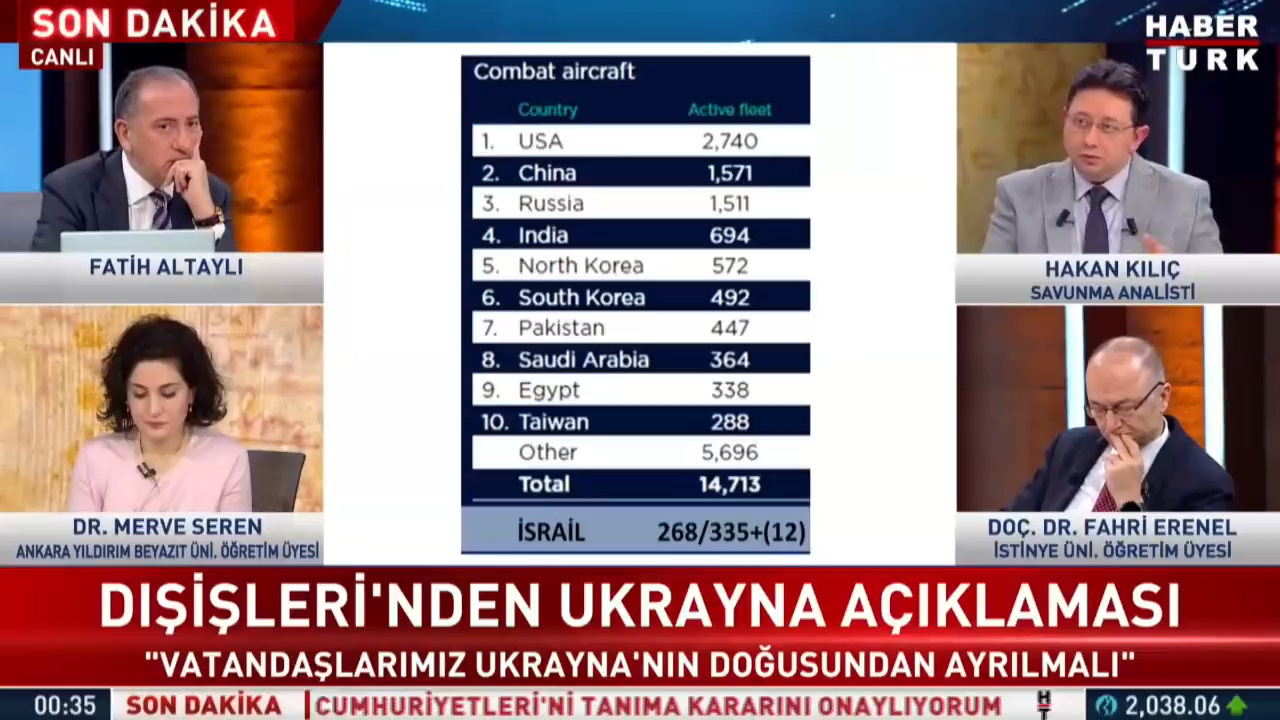 SON DAKİKA
CANLI
HABER
TURK
Combat aircraft
Country Active fleet
1. USA 2,740
2. China 1,571
3. Russia 1,511
4. India 694
5. North Korea 572
6. South Korea 492
7. Pakistan 447
8. Saudi Arabia 364
9. Egypt 338
10. Taiwan 288
Other 5,696
Total 14,713
İSRAİL 268/335+(12)
FATİH ALTAYLI
HAKAN KILIÇ
SAVUNMA ANALİSTİ
DR. MERVE SEREN
ANKARA YILDIRIM BEYAZIT ÜNİ. ÖĞRETİM ÜYESİ
DOÇ. DR. FAHRİ ERENEL
İSTİNYE ÜNİ. ÖĞRETİM ÜYESİ
DIŞİŞLERİ'NDEN UKRAYNA AÇIKLAMASI
"VATANDAŞLARIMIZ UKRAYNA'NIN DOĞUSUNDAN AYRILMALI"
00:35 SON DAKİKA CUMHURİYETLERİ'Nİ TANIMA KARARINI ONAYLIYORUM HT 2,038.06